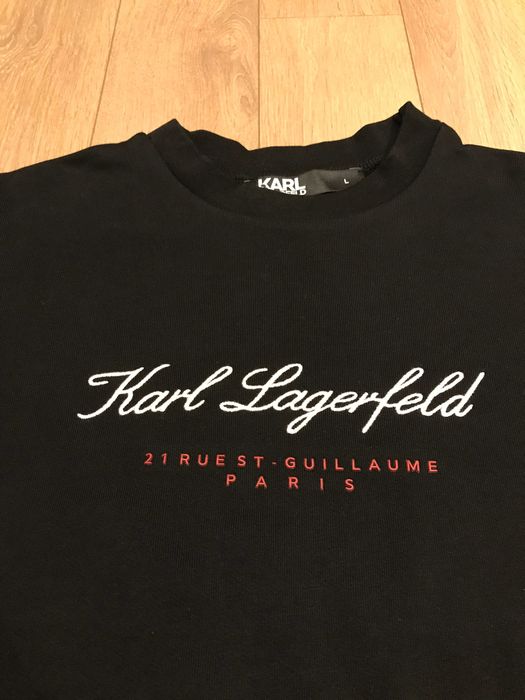 KARL
L
Karl Lagerfeld
21 RUE ST-GUILLAUME
PARIS